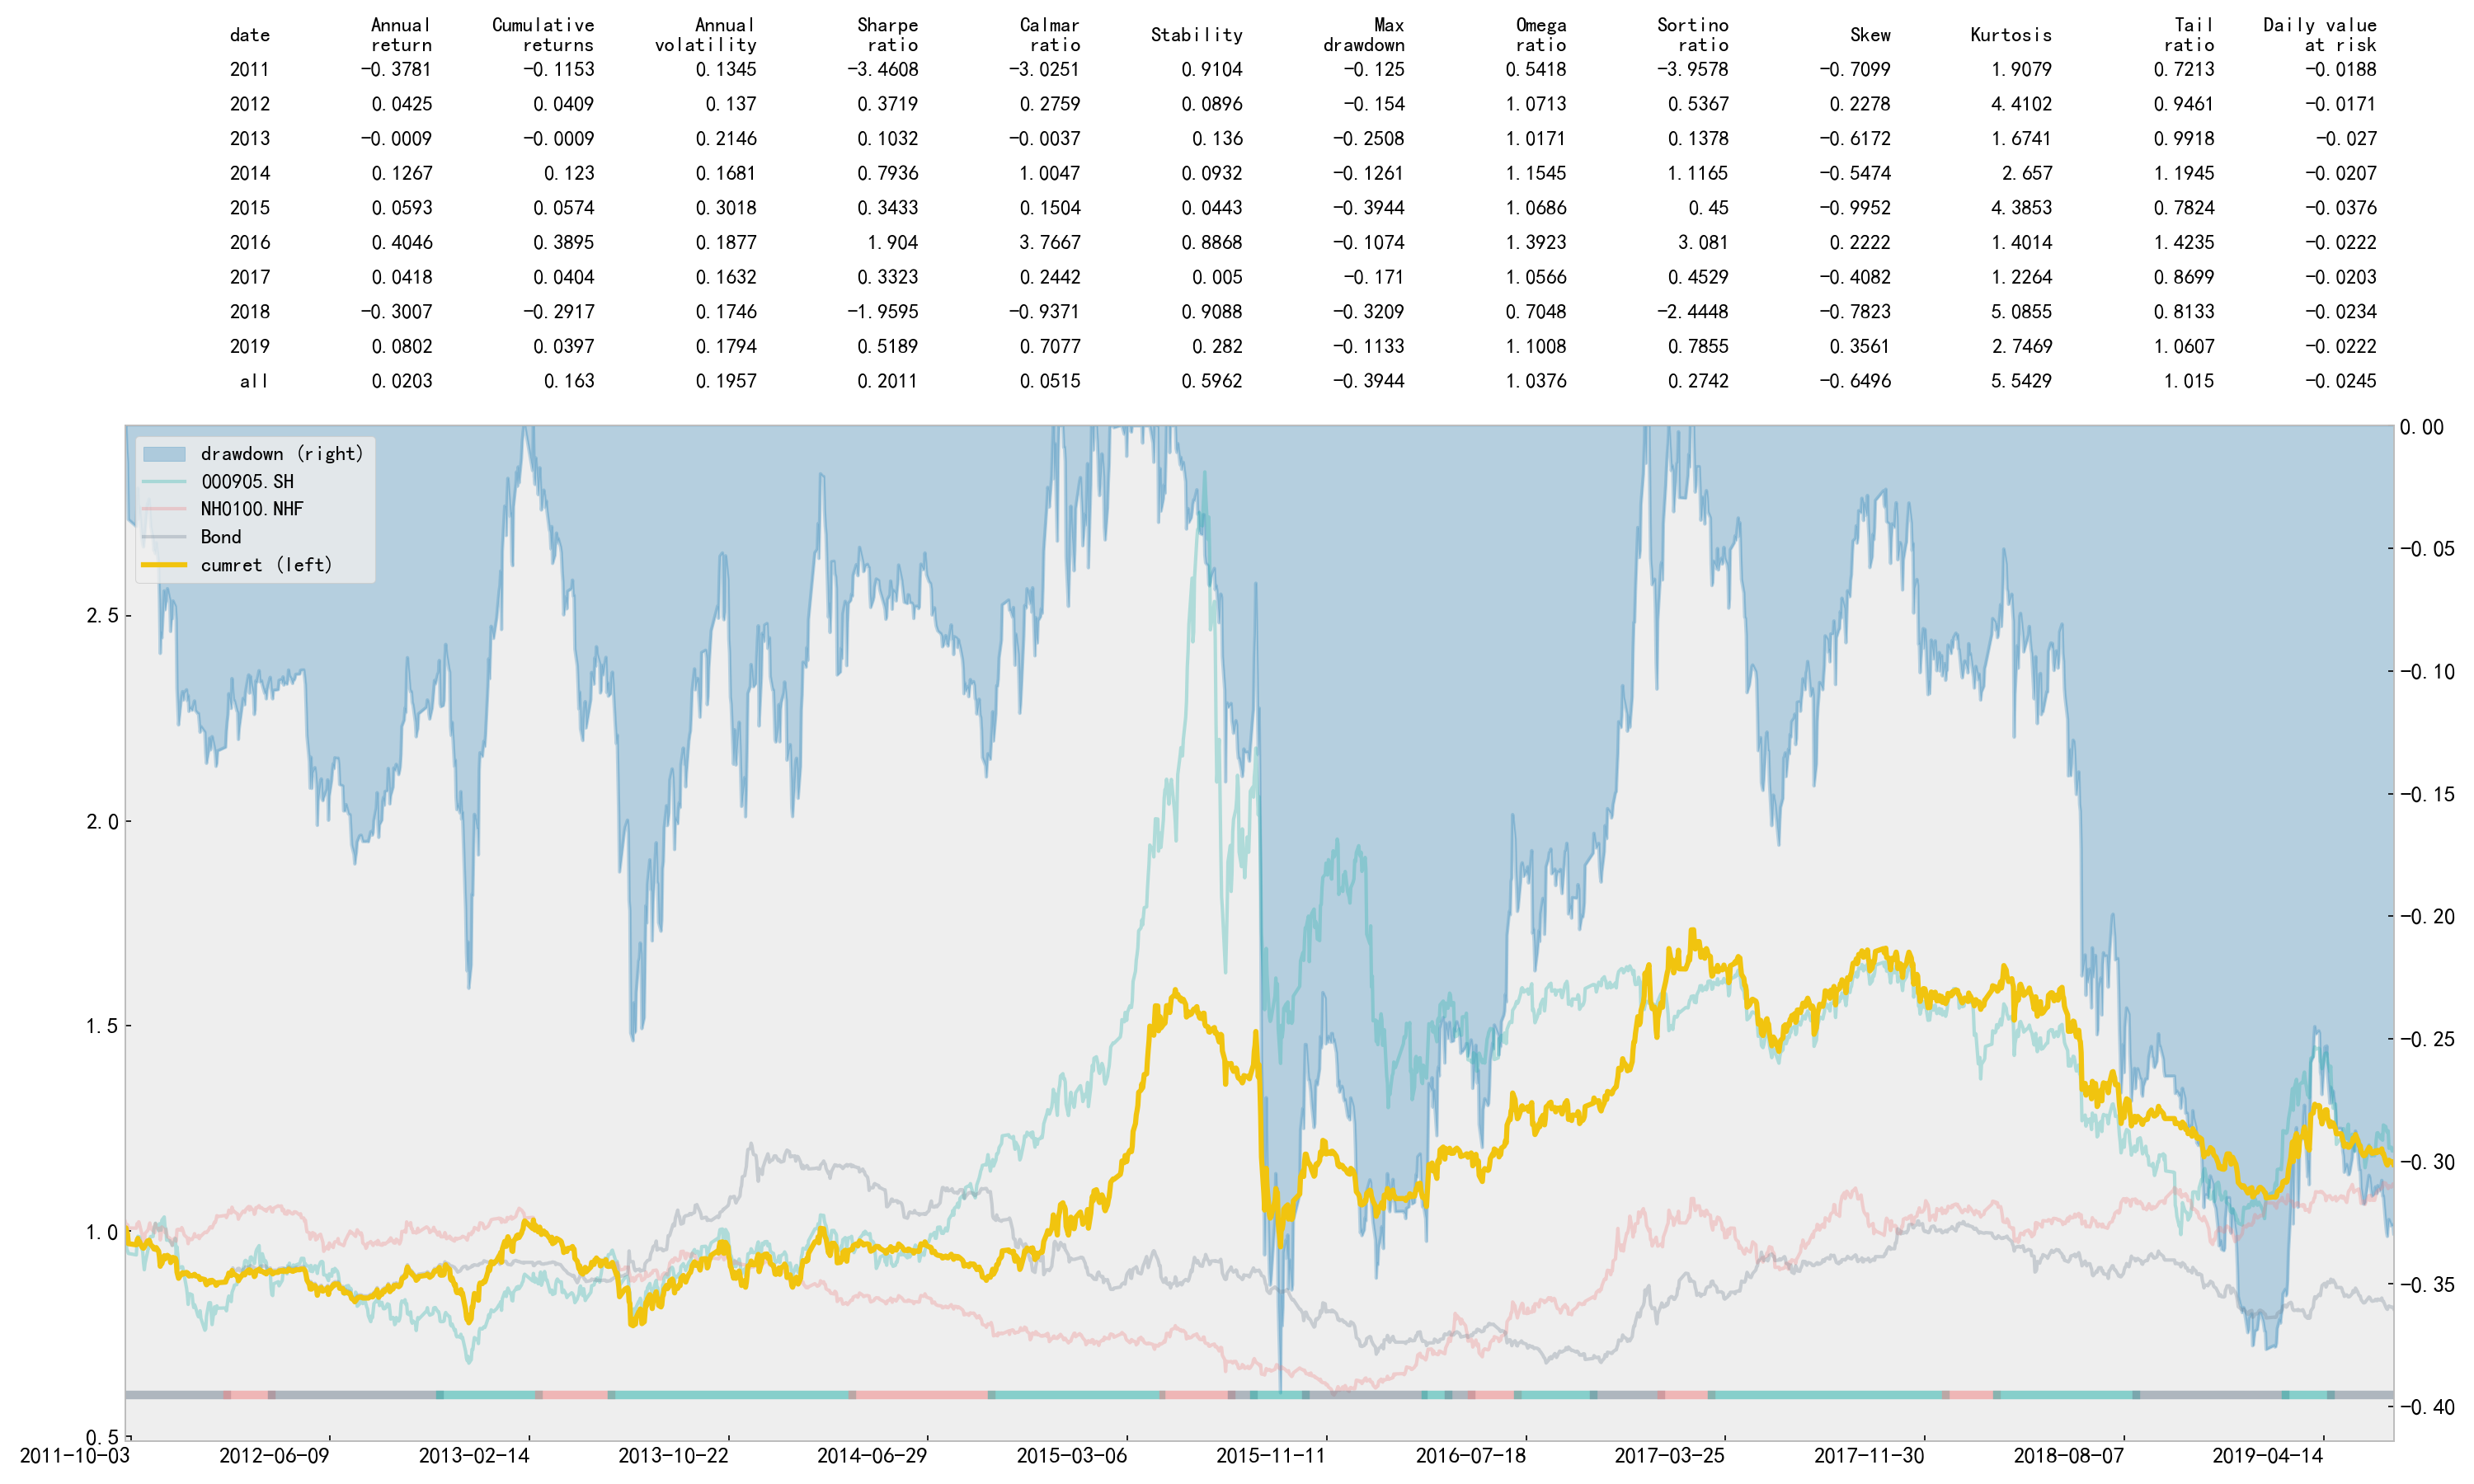 date Annual return Cumulative returns Annual volatility Sharpe ratio Calmar ratio Stability Max drawdown Omega ratio Sortino ratio Skew Kurtosis Tail ratio Daily value at risk
2011 -0.3781 -0.1153 0.1345 -3.4608 -3.0251 0.9104 -0.125 0.5418 -3.9578 -0.7099 1.9079 0.7213 -0.0188
2012 0.0425 0.0409 0.137 0.3719 0.2759 0.0896 -0.154 1.0713 0.5367 0.2278 4.4102 0.9461 -0.0171
2013 -0.0009 -0.0009 0.2146 0.1032 -0.0037 0.136 -0.2508 1.0171 0.1378 -0.6172 1.6741 0.9918 -0.027
2014 0.1267 0.123 0.1681 0.7936 1.0047 0.0932 -0.1261 1.1545 1.1165 -0.5474 2.657 1.1945 -0.0207
2015 0.0593 0.0574 0.3018 0.3433 0.1504 0.0443 -0.3944 1.0686 0.45 -0.9952 4.3853 0.7824 -0.0376
2016 0.4046 0.3895 0.1877 1.904 3.7667 0.8868 -0.1074 1.3923 3.081 0.2222 1.4014 1.4235 -0.0222
2017 0.0418 0.0404 0.1632 0.3323 0.2442 0.005 -0.171 1.0566 0.4529 -0.4082 1.2264 0.8699 -0.0203
2018 -0.3007 -0.2917 0.1746 -1.9595 -0.9371 0.9088 -0.3209 0.7048 -2.4448 -0.7823 5.0855 0.8133 -0.0234
2019 0.0802 0.0397 0.1794 0.5189 0.7077 0.282 -0.1133 1.1008 0.7855 0.3561 2.7469 1.0607 -0.0222
all 0.0203 0.163 0.1957 0.2011 0.0515 0.5962 -0.3944 1.0376 0.2742 -0.6496 5.5429 1.015 -0.0245
drawdown (right)
000905.SH
NH0100.NHF
Bond
cumret (left)
2.5
2.0
1.5
1.0
0.5
0.00
-0.05
-0.10
-0.15
-0.20
-0.25
-0.30
-0.35
-0.40
2011-10-03 2012-06-09 2013-02-14 2013-10-22 2014-06-29 2015-03-06 2015-11-11 2016-07-18 2017-03-25 2017-11-30 2018-08-07 2019-04-14